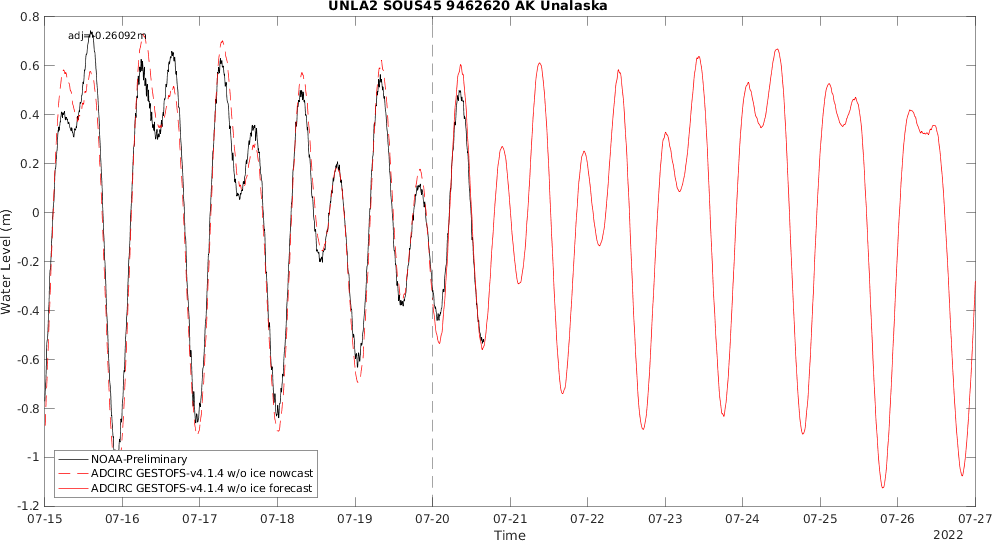 UNLA2 SOUS45 9462620 AK Unalaska
adj=-0.26092m
0.8
0.6
0.4
0.2
0
-0.2
-0.4
-0.6
-0.8
-1
-1.2
Water Level (m)
NOAA-Preliminary
ADCIRC GESTOFS-v4.1.4 w/o ice nowcast
ADCIRC GESTOFS-v4.1.4 w/o ice forecast
07-15 07-16 07-17 07-18 07-19 07-20 07-21 07-22 07-23 07-24 07-25 07-26 07-27
Time
2022